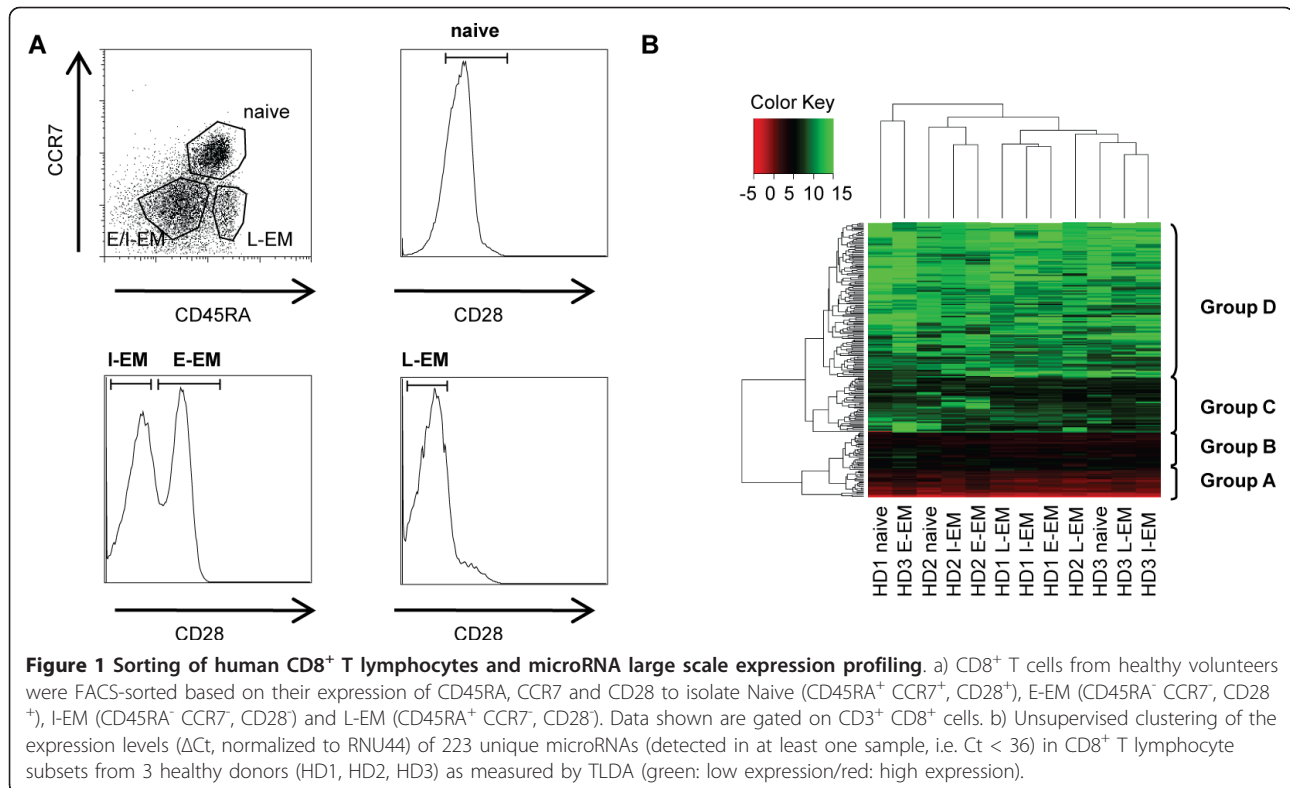 A
CCR7
naive
E/I-EM
L-EM
CD45RA
naive
CD28
I-EM E-EM
CD28
L-EM
CD28
B
Color Key
-5 0 5 10 15
Group D
Group C
Group B
Group A
HD1 naive
HD3 E-EM
HD2 naive
HD2 I-EM
HD2 E-EM
HD1 L-EM
HD1 I-EM
HD1 E-EM
HD2 L-EM
HD3 naive
HD3 L-EM
HD3 I-EM
Figure 1 Sorting of human CD8⁺ T lymphocytes and microRNA large scale expression profiling. a) CD8⁺ T cells from healthy volunteers
were FACS-sorted based on their expression of CD45RA, CCR7 and CD28 to isolate Naive (CD45RA⁺ CCR7⁺, CD28⁺), E-EM (CD45RA⁻ CCR7⁻, CD28
⁺), I-EM (CD45RA⁻ CCR7⁻, CD28⁻) and L-EM (CD45RA⁺ CCR7⁻, CD28⁻). Data shown are gated on CD3⁺ CD8⁺ cells. b) Unsupervised clustering of the
expression levels (ΔCt, normalized to RNU44) of 223 unique microRNAs (detected in at least one sample, i.e. Ct < 36) in CD8⁺ T lymphocyte
subsets from 3 healthy donors (HD1, HD2, HD3) as measured by TLDA (green: low expression/red: high expression).